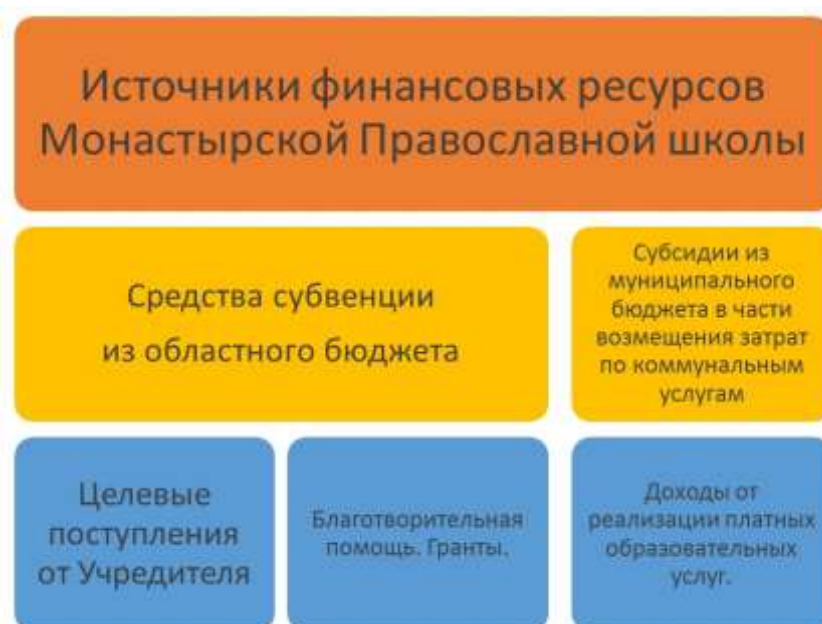 Источники финансовых ресурсов
Монастырской Православной школы
Средства субвенции
из областного бюджета
Субсидии из
муниципального
бюджета в части
возмещения затрат
по коммунальным
услугам
Целевые
поступления
от Учредителя
Благотворительная
помощь. Гранты.
Доходы от
реализации платных
образовательных
услуг.